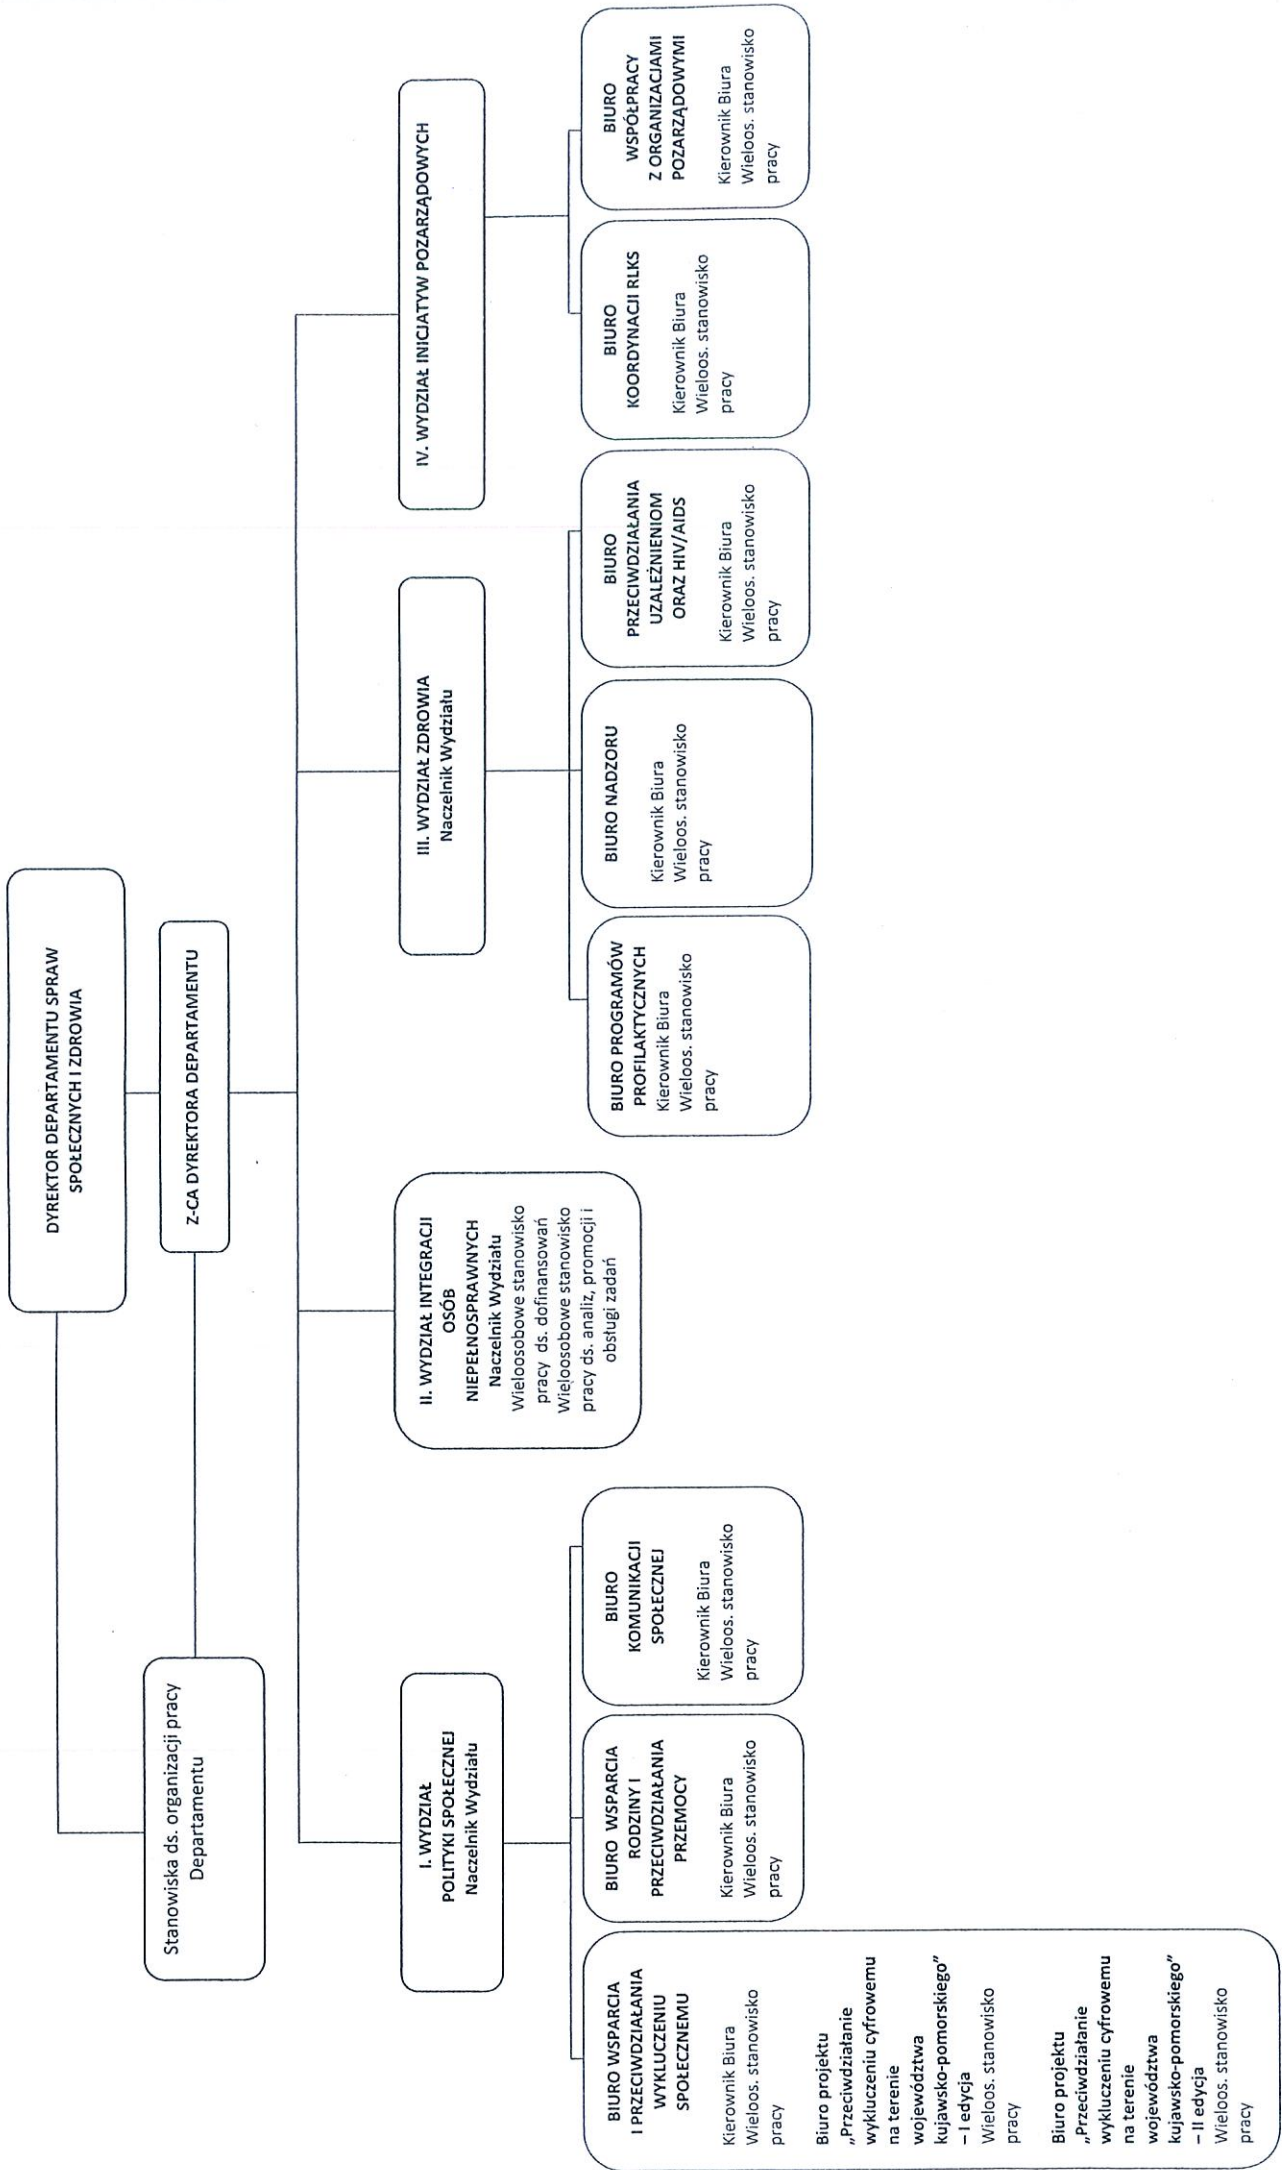 DYREKTOR DEPARTAMENTU SPRAW
SPOŁECZNYCH I ZDROWIA
Z-CA DYREKTORA DEPARTAMENTU
Stanowiska ds. organizacji pracy
Departamentu
I. WYDZIAŁ
POLITYKI SPOŁECZNEJ
Naczelnik Wydziału
II. WYDZIAŁ INTEGRACJI
OSÓB
NIEPEŁNOSPRAWNYCH
Naczelnik Wydziału
Wieloosobowe stanowisko
pracy ds. dofinansowań
Wieloosobowe stanowisko
pracy ds. analiz, promocji i
obsługi zadań
III. WYDZIAŁ ZDROWIA
Naczelnik Wydziału
IV. WYDZIAŁ INICJATYW POZARZĄDOWYCH
BIURO WSPARCIA
I PRZECIWDZIAŁANIA
WYKLUCZENIU
SPOŁECZNEMU
Kierownik Biura
Wieloos. stanowisko
pracy
Biuro projektu
„Przeciwdziałanie
wykluczeniu cyfrowemu
na terenie
województwa
kujawsko-pomorskiego”
– I edycja
Wieloos. stanowisko
pracy
Biuro projektu
„Przeciwdziałanie
wykluczeniu cyfrowemu
na terenie
województwa
kujawsko-pomorskiego”
– II edycja
Wieloos. stanowisko
pracy
BIURO WSPARCIA
RODZINY I
PRZECIWDZIAŁANIA
PRZEMOCY
Kierownik Biura
Wieloos. stanowisko
pracy
BIURO
KOMUNIKACJI
SPOŁECZNEJ
Kierownik Biura
Wieloos. stanowisko
pracy
BIURO PROGRAMÓW
PROFILAKTYCZNYCH
Kierownik Biura
Wieloos. stanowisko
pracy
BIURO NADZORU
Kierownik Biura
Wieloos. stanowisko
pracy
BIURO
PRZECIWDZIAŁANIA
UZALEŻNIENIOM
ORAZ HIV/AIDS
Kierownik Biura
Wieloos. stanowisko
pracy
BIURO
KOORDYNACJI RLKS
Kierownik Biura
Wieloos. stanowisko
pracy
BIURO
WSPÓŁPRACY
Z ORGANIZACJAMI
POZARZĄDOWYMI
Kierownik Biura
Wieloos. stanowisko
pracy